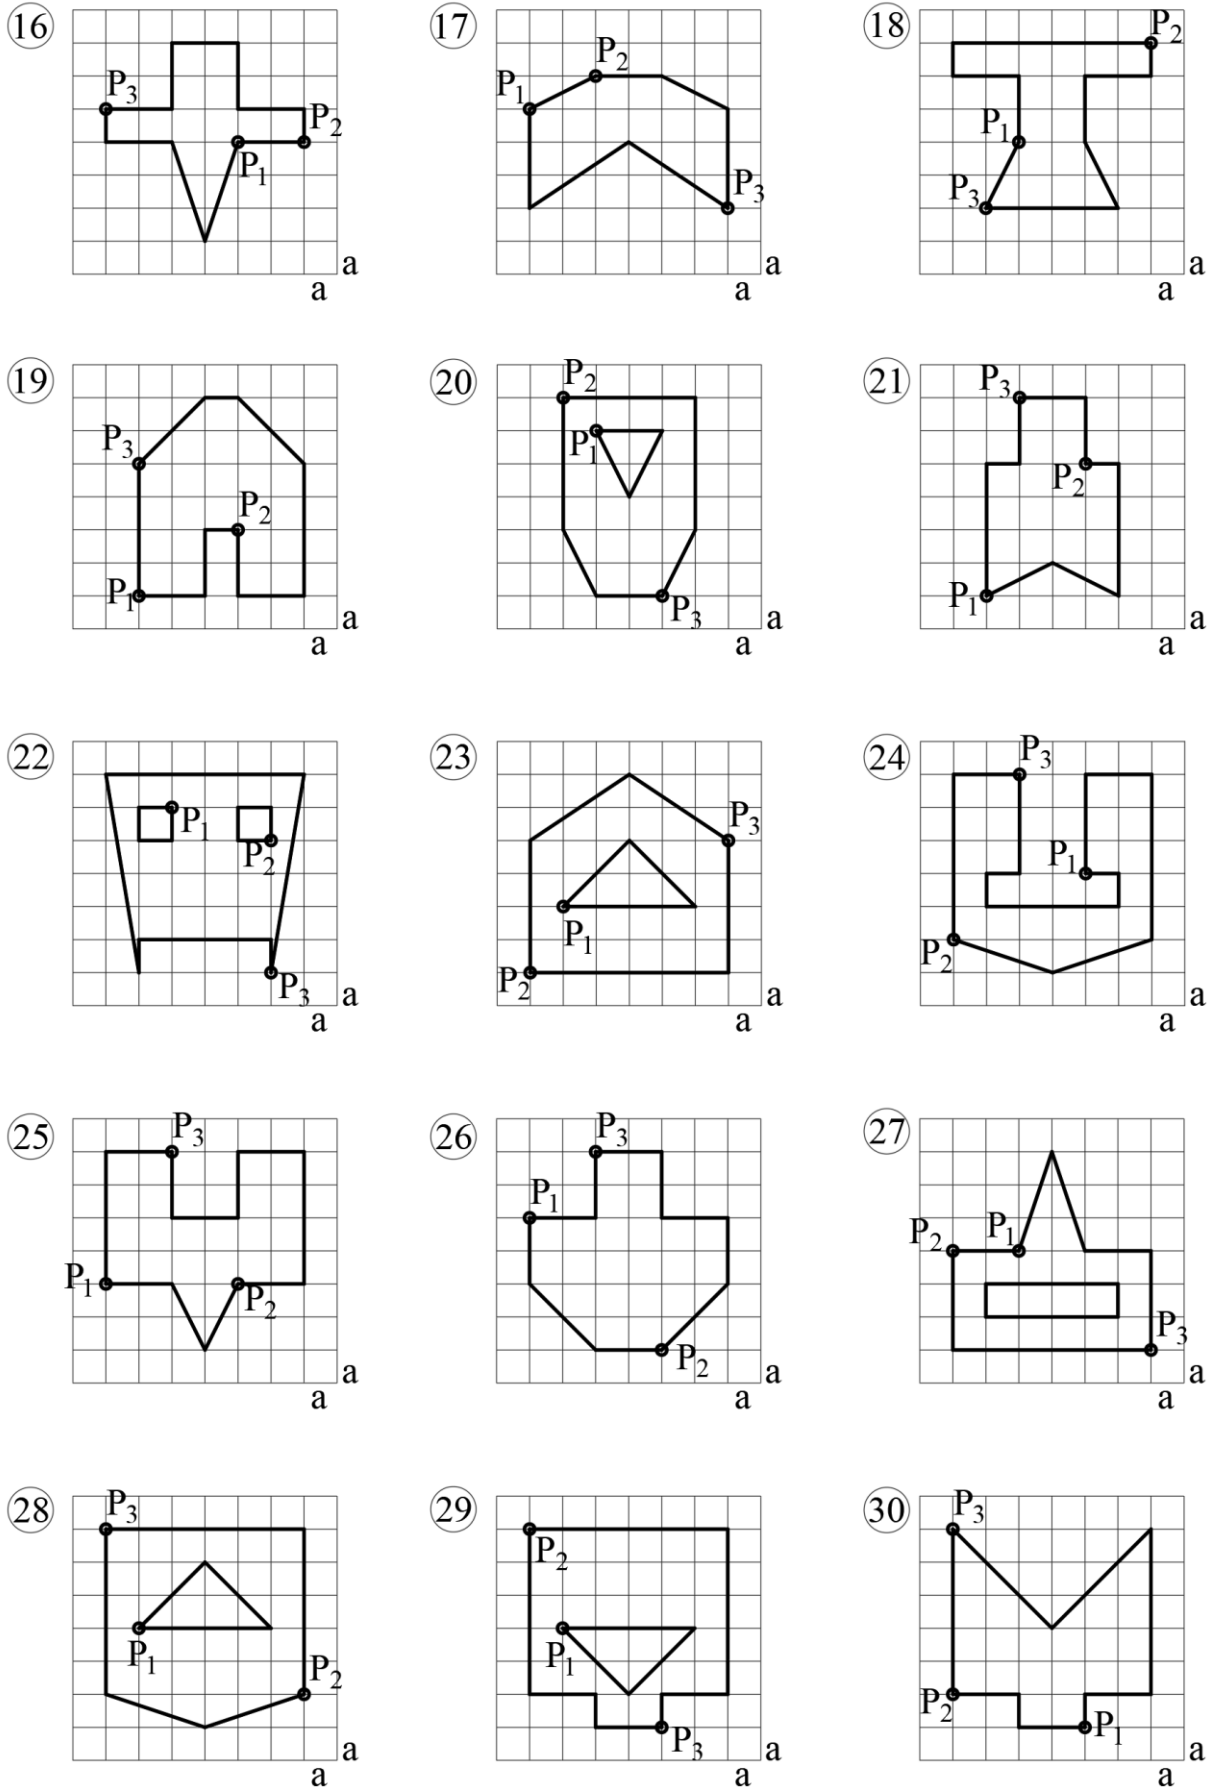 16 17 18
P2
P3 P2
P1
P2 P1
P1
P3 P3
a a a
a a a
19 20 21
P2 P3
P3 P1
P2
P2
P1 P3 P1
a a a
a a a
22 23 24
P3
P1 P3
P2 P1
P1
P3 P2 P2
a a a
a a a
25 26 27
P3 P3
P1
P2 P1
P1 P2
P2 P3
a a a
a a a
28 29 30
P3 P2 P3
P1 P1
P2 P2
P3 P1
a a a
a a a